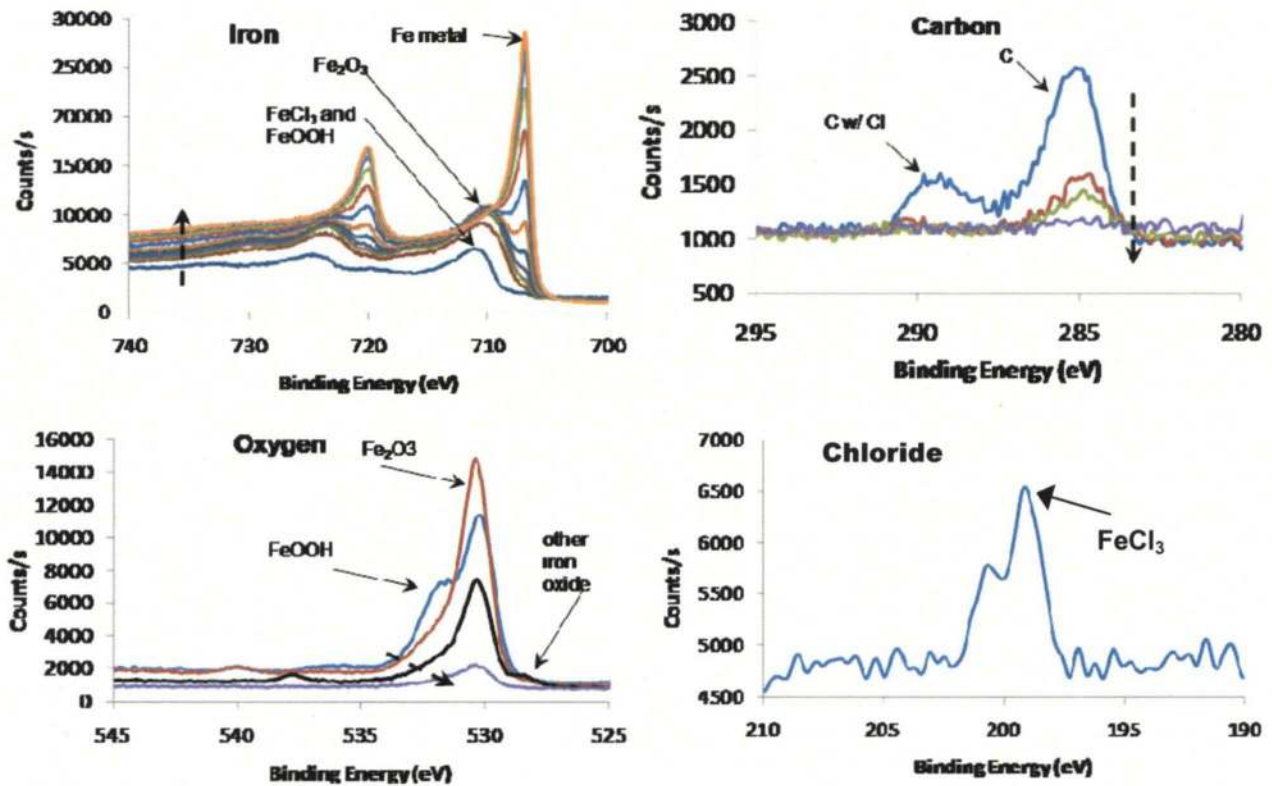 Iron
Fe metal
Fe₂O₃
FeCl₃ and
FeOOH
30000
25000
20000
15000
10000
5000
0
Counts/s
740
730
720
710
700
Binding Energy (eV)
Carbon
C
C w/ Cl
3000
2500
2000
1500
1000
500
Counts/s
295
290
285
280
Binding Energy (eV)
Oxygen
Fe₂O3
FeOOH
other
iron
oxide
16000
14000
12000
10000
8000
6000
4000
2000
0
Counts/s
545
540
535
530
525
Binding Energy (eV)
Chloride
FeCl₃
7000
6500
6000
5500
5000
4500
Counts/s
210
205
200
195
190
Binding Energy (eV)